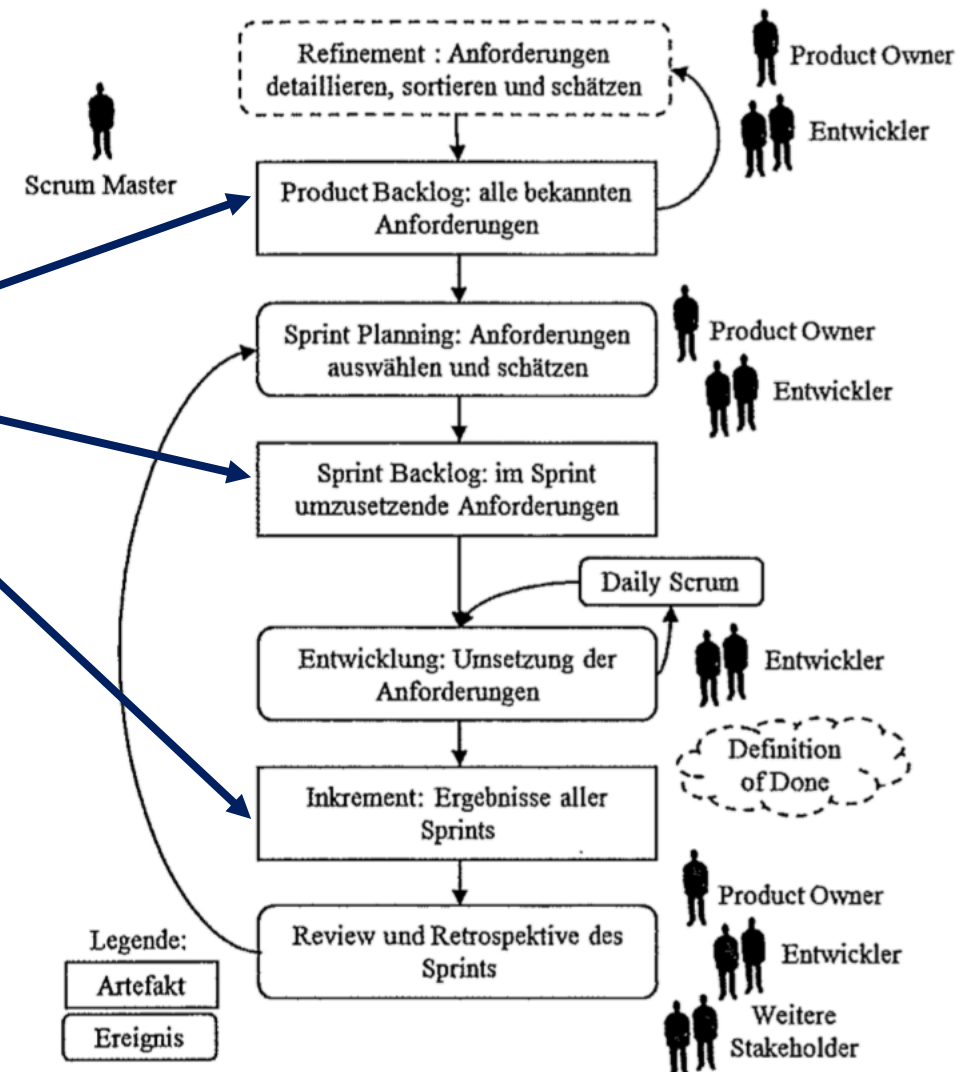 Refinement : Anforderungen
detaillieren, sortieren und schätzen
Product Owner
Entwickler
Scrum Master
Product Backlog: alle bekannten
Anforderungen
Sprint Planning: Anforderungen
auswählen und schätzen
Product Owner
Entwickler
Sprint Backlog: im Sprint
umzusetzende Anforderungen
Daily Scrum
Entwicklung: Umsetzung der
Anforderungen
Entwickler
Definition
of Done
Inkrement: Ergebnisse aller
Sprints
Product Owner
Entwickler
Weitere
Stakeholder
Review und Retrospektive des
Sprints
Legende:
Artefakt
Ereignis